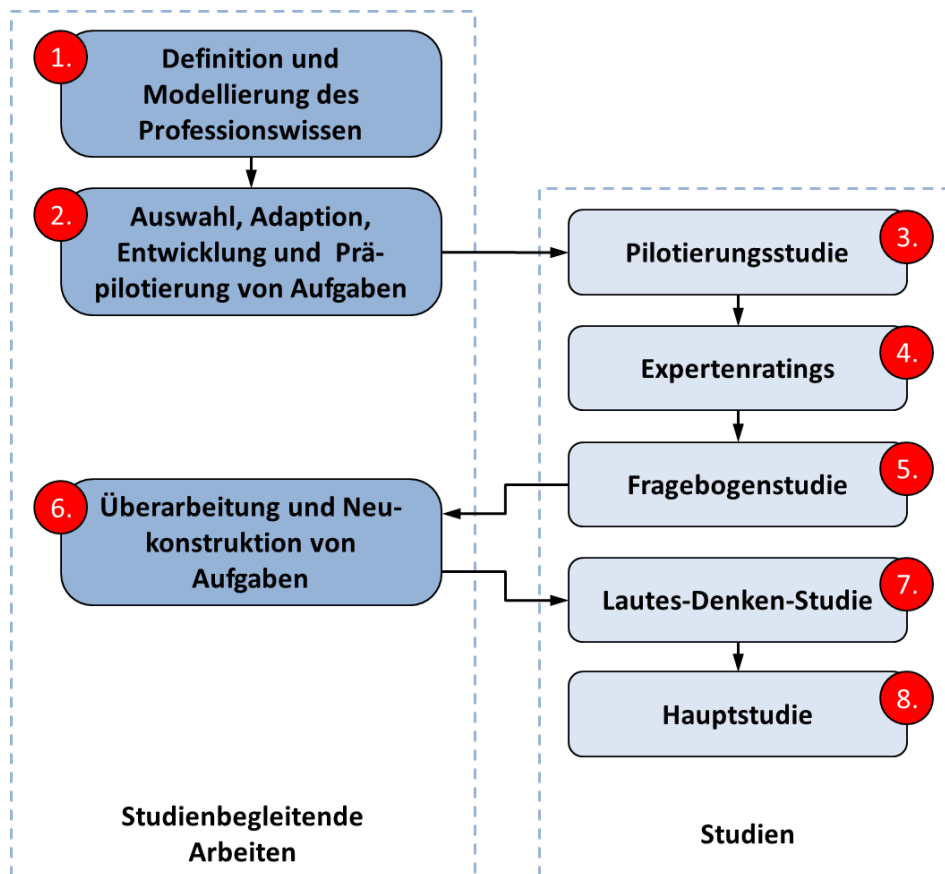 1.
Definition und
Modellierung des
Professionswissen
2.
Auswahl, Adaption,
Entwicklung und Prä-
pilotierung von Aufgaben
3.
Pilotierungsstudie
4.
Expertenratings
5.
Fragebogenstudie
6.
Überarbeitung und Neu-
konstruktion von
Aufgaben
7.
Lautes-Denken-Studie
8.
Hauptstudie
Studienbegleitende
Arbeiten
Studien